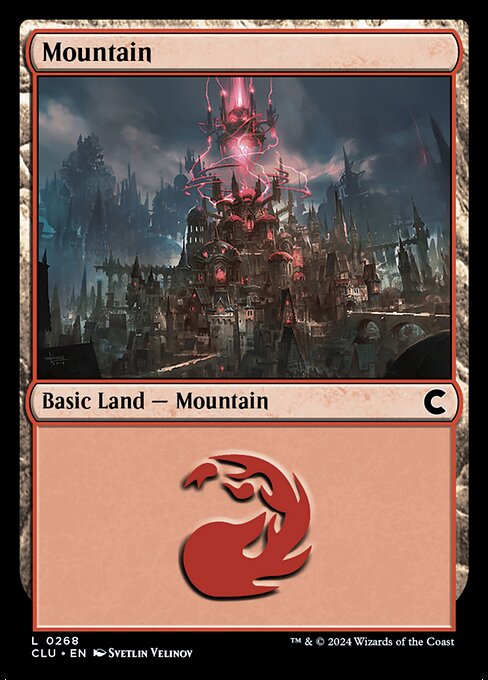 Mountain
Basic Land — Mountain
L 0268
CLU • EN Svetlin Velinov
™ & © 2024 Wizards of the Coast